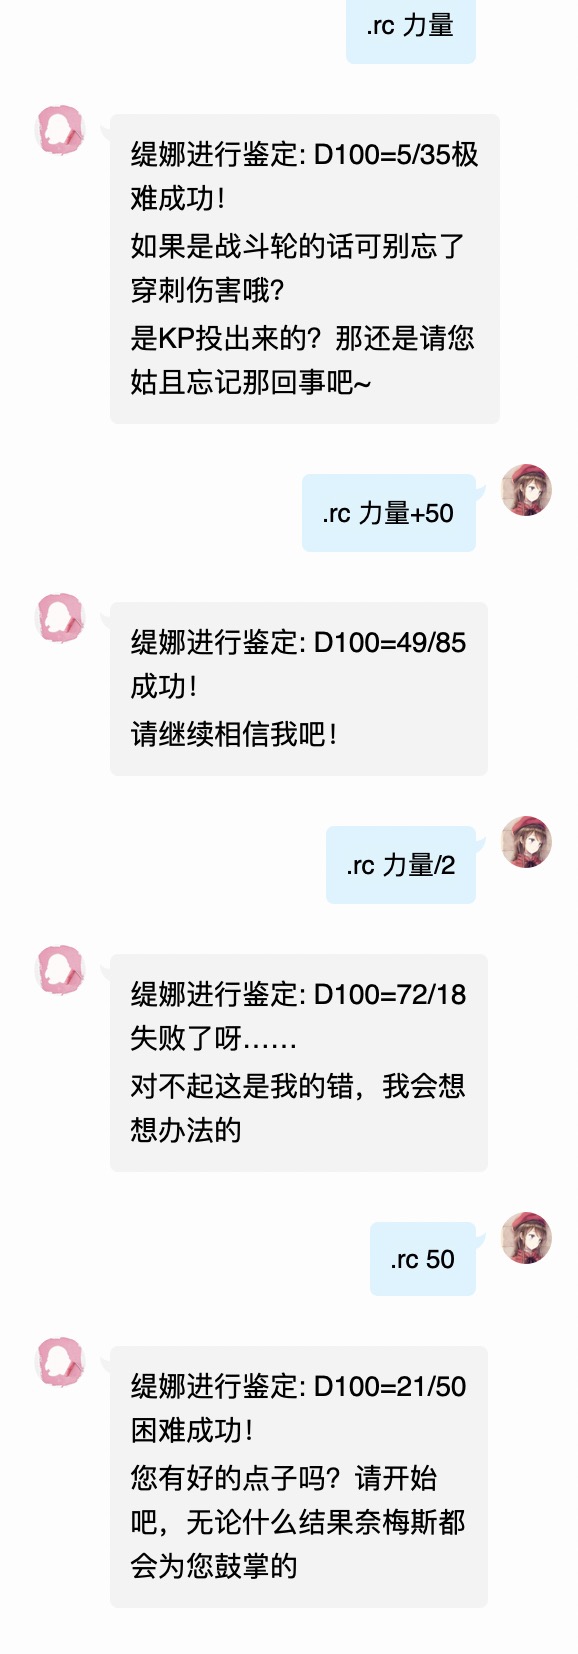 .rc 力量
缇娜进行鉴定: D100=5/35极
难成功！
如果是战斗轮的话可别忘了
穿刺伤害哦？
是KP投出来的？那还是请您
姑且忘记那回事吧~
.rc 力量+50
缇娜进行鉴定: D100=49/85
成功！
请继续相信我吧！
.rc 力量/2
缇娜进行鉴定: D100=72/18
失败了呀……
对不起这是我的错，我会想
想办法的
.rc 50
缇娜进行鉴定: D100=21/50
困难成功！
您有好的点子吗？请开始
吧，无论什么结果奈梅斯都
会为您鼓掌的